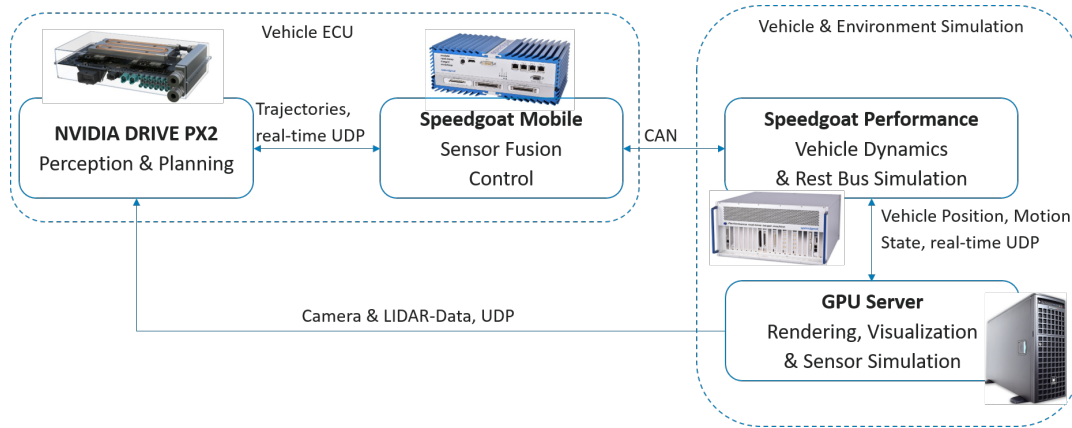 Vehicle ECU
Vehicle & Environment Simulation
NVIDIA DRIVE PX2
Perception & Planning
Trajectories,
real-time UDP
Speedgoat Mobile
Sensor Fusion
Control
CAN
Speedgoat Performance
Vehicle Dynamics
& Rest Bus Simulation
Vehicle Position, Motion
State, real-time UDP
Camera & LIDAR-Data, UDP
GPU Server
Rendering, Visualization
& Sensor Simulation